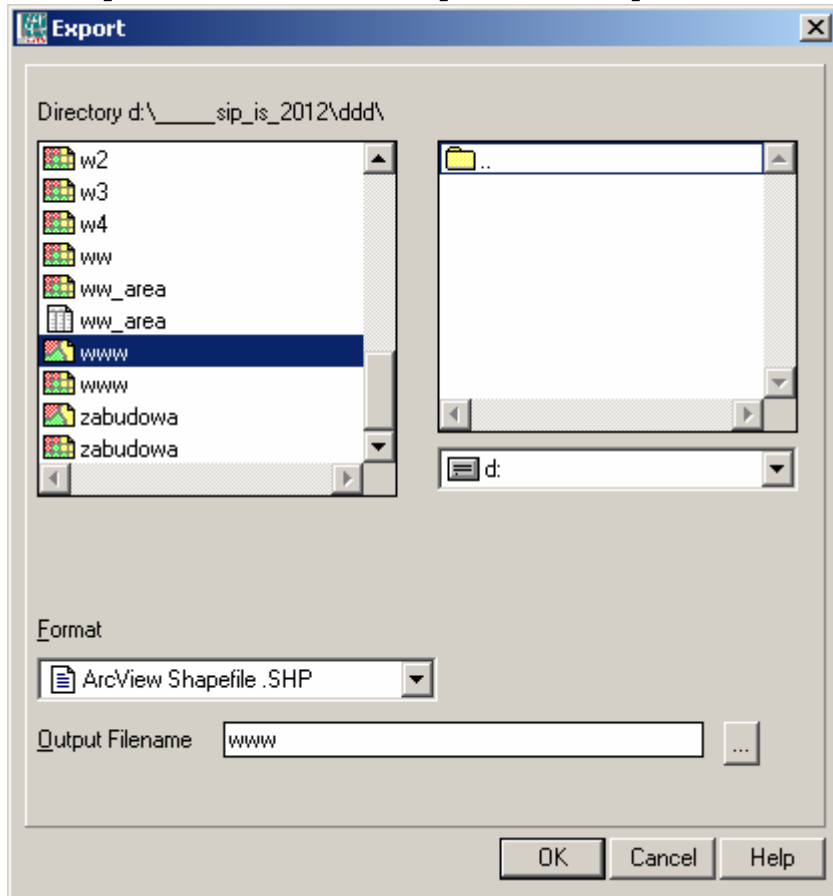 Export
Directory d:\_____sip_is_2012\ddd\
w2
w3
w4
ww
ww_area
ww_area
www
www
zabudowa
zabudowa
..
d:
Format
ArcView Shapefile .SHP
Output Filename
www
...
OK
Cancel
Help